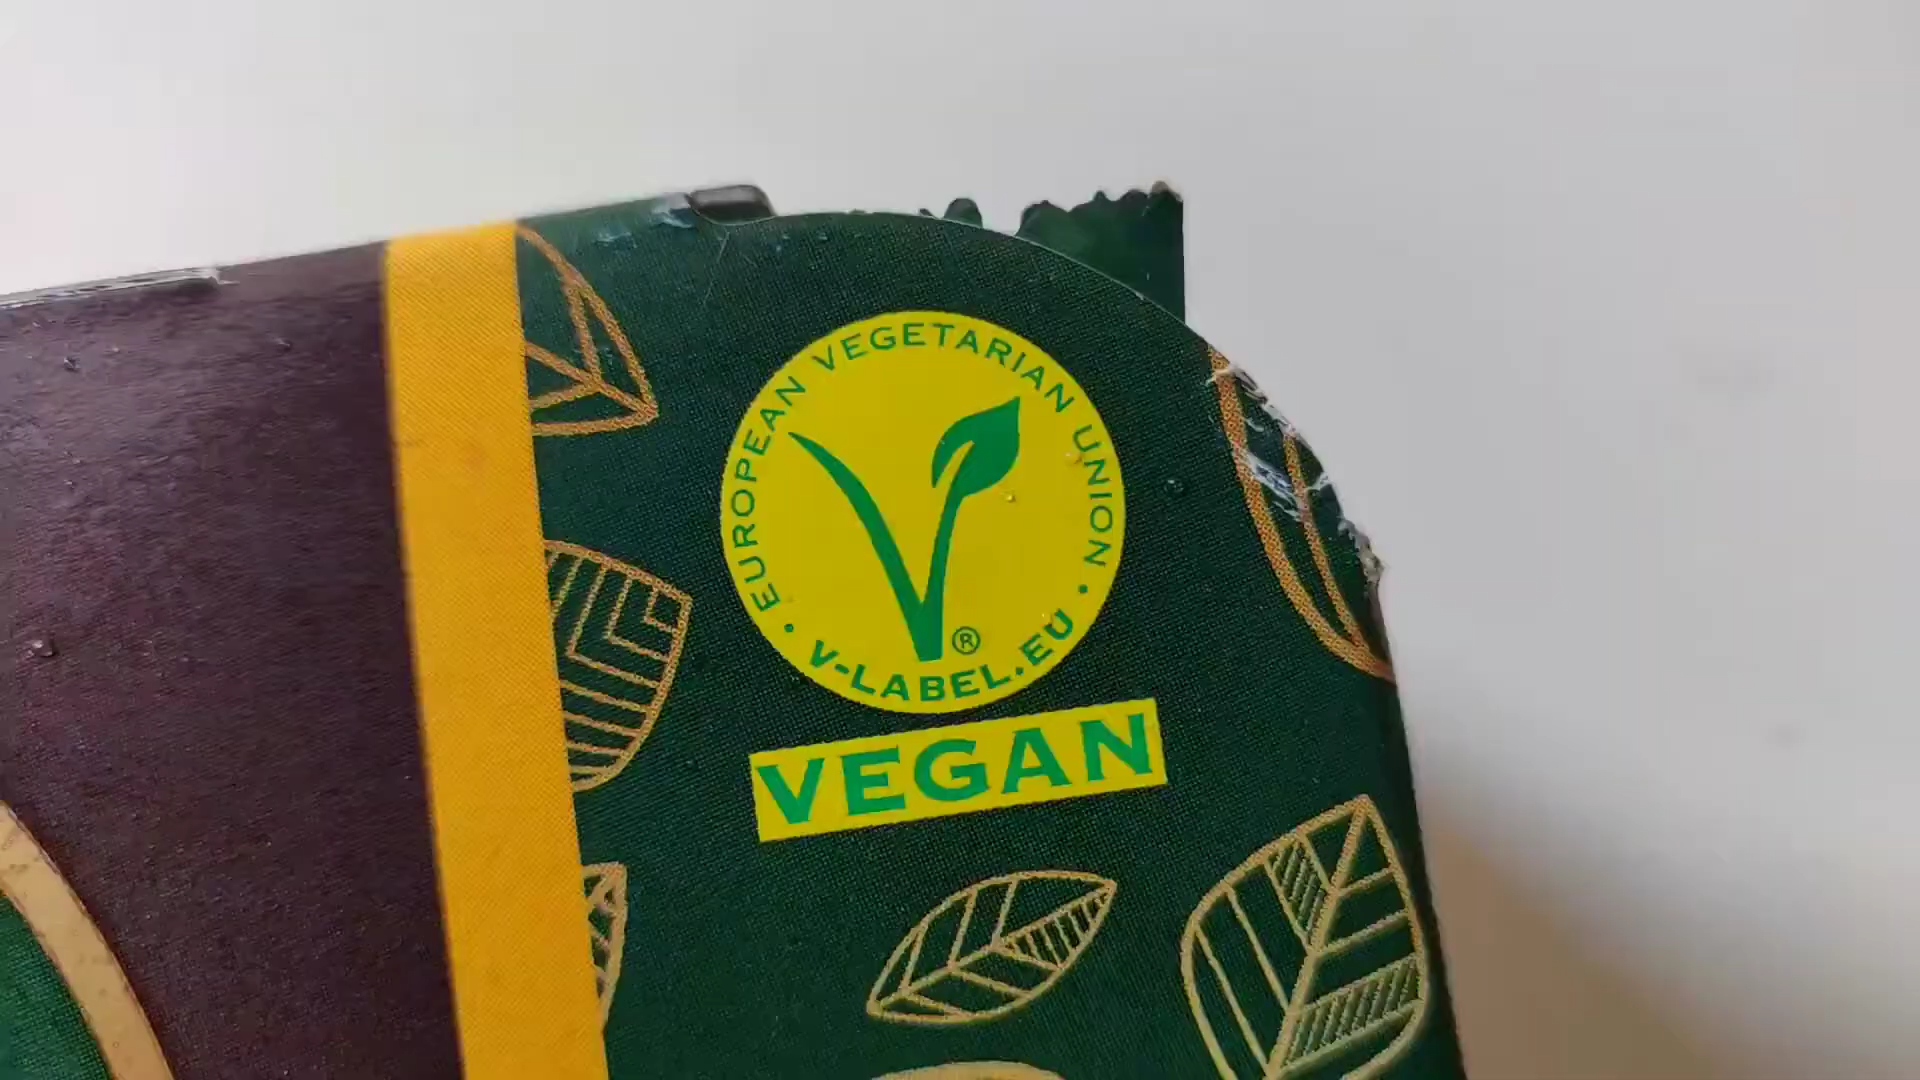 • EUROPEAN VEGETARIAN UNION •
®
V-LABEL.EU
VEGAN